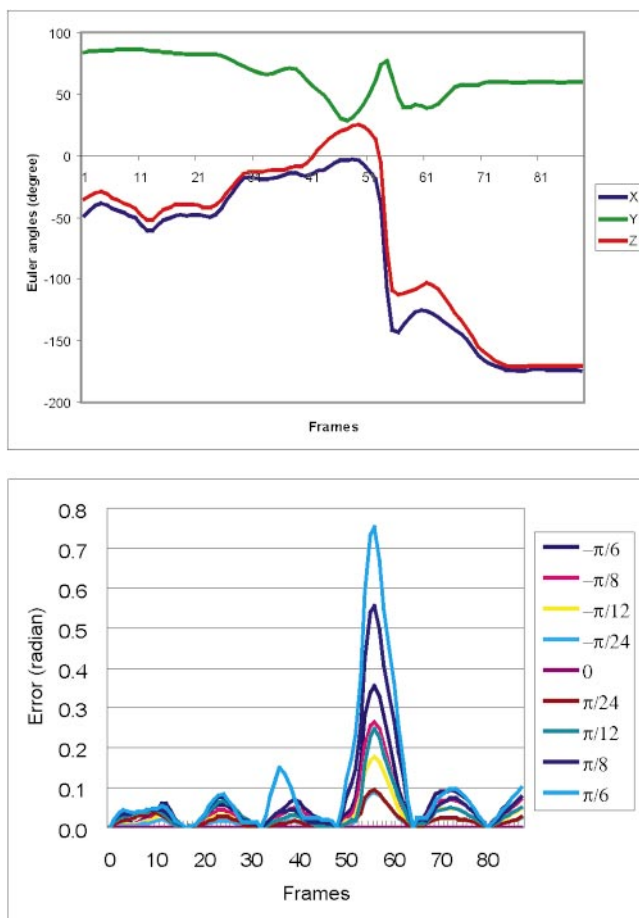 100
50
0
-50
-100
-150
-200
1 11 21 41 61 71 81
Euler angles (degree)
Frames
X
Y
Z
0.8
0.7
0.6
0.5
0.4
0.3
0.2
0.1
0.0
0 10 20 30 40 50 60 70 80
Error (radian)
Frames
–π/6
–π/8
–π/12
–π/24
0
π/24
π/12
π/8
π/6